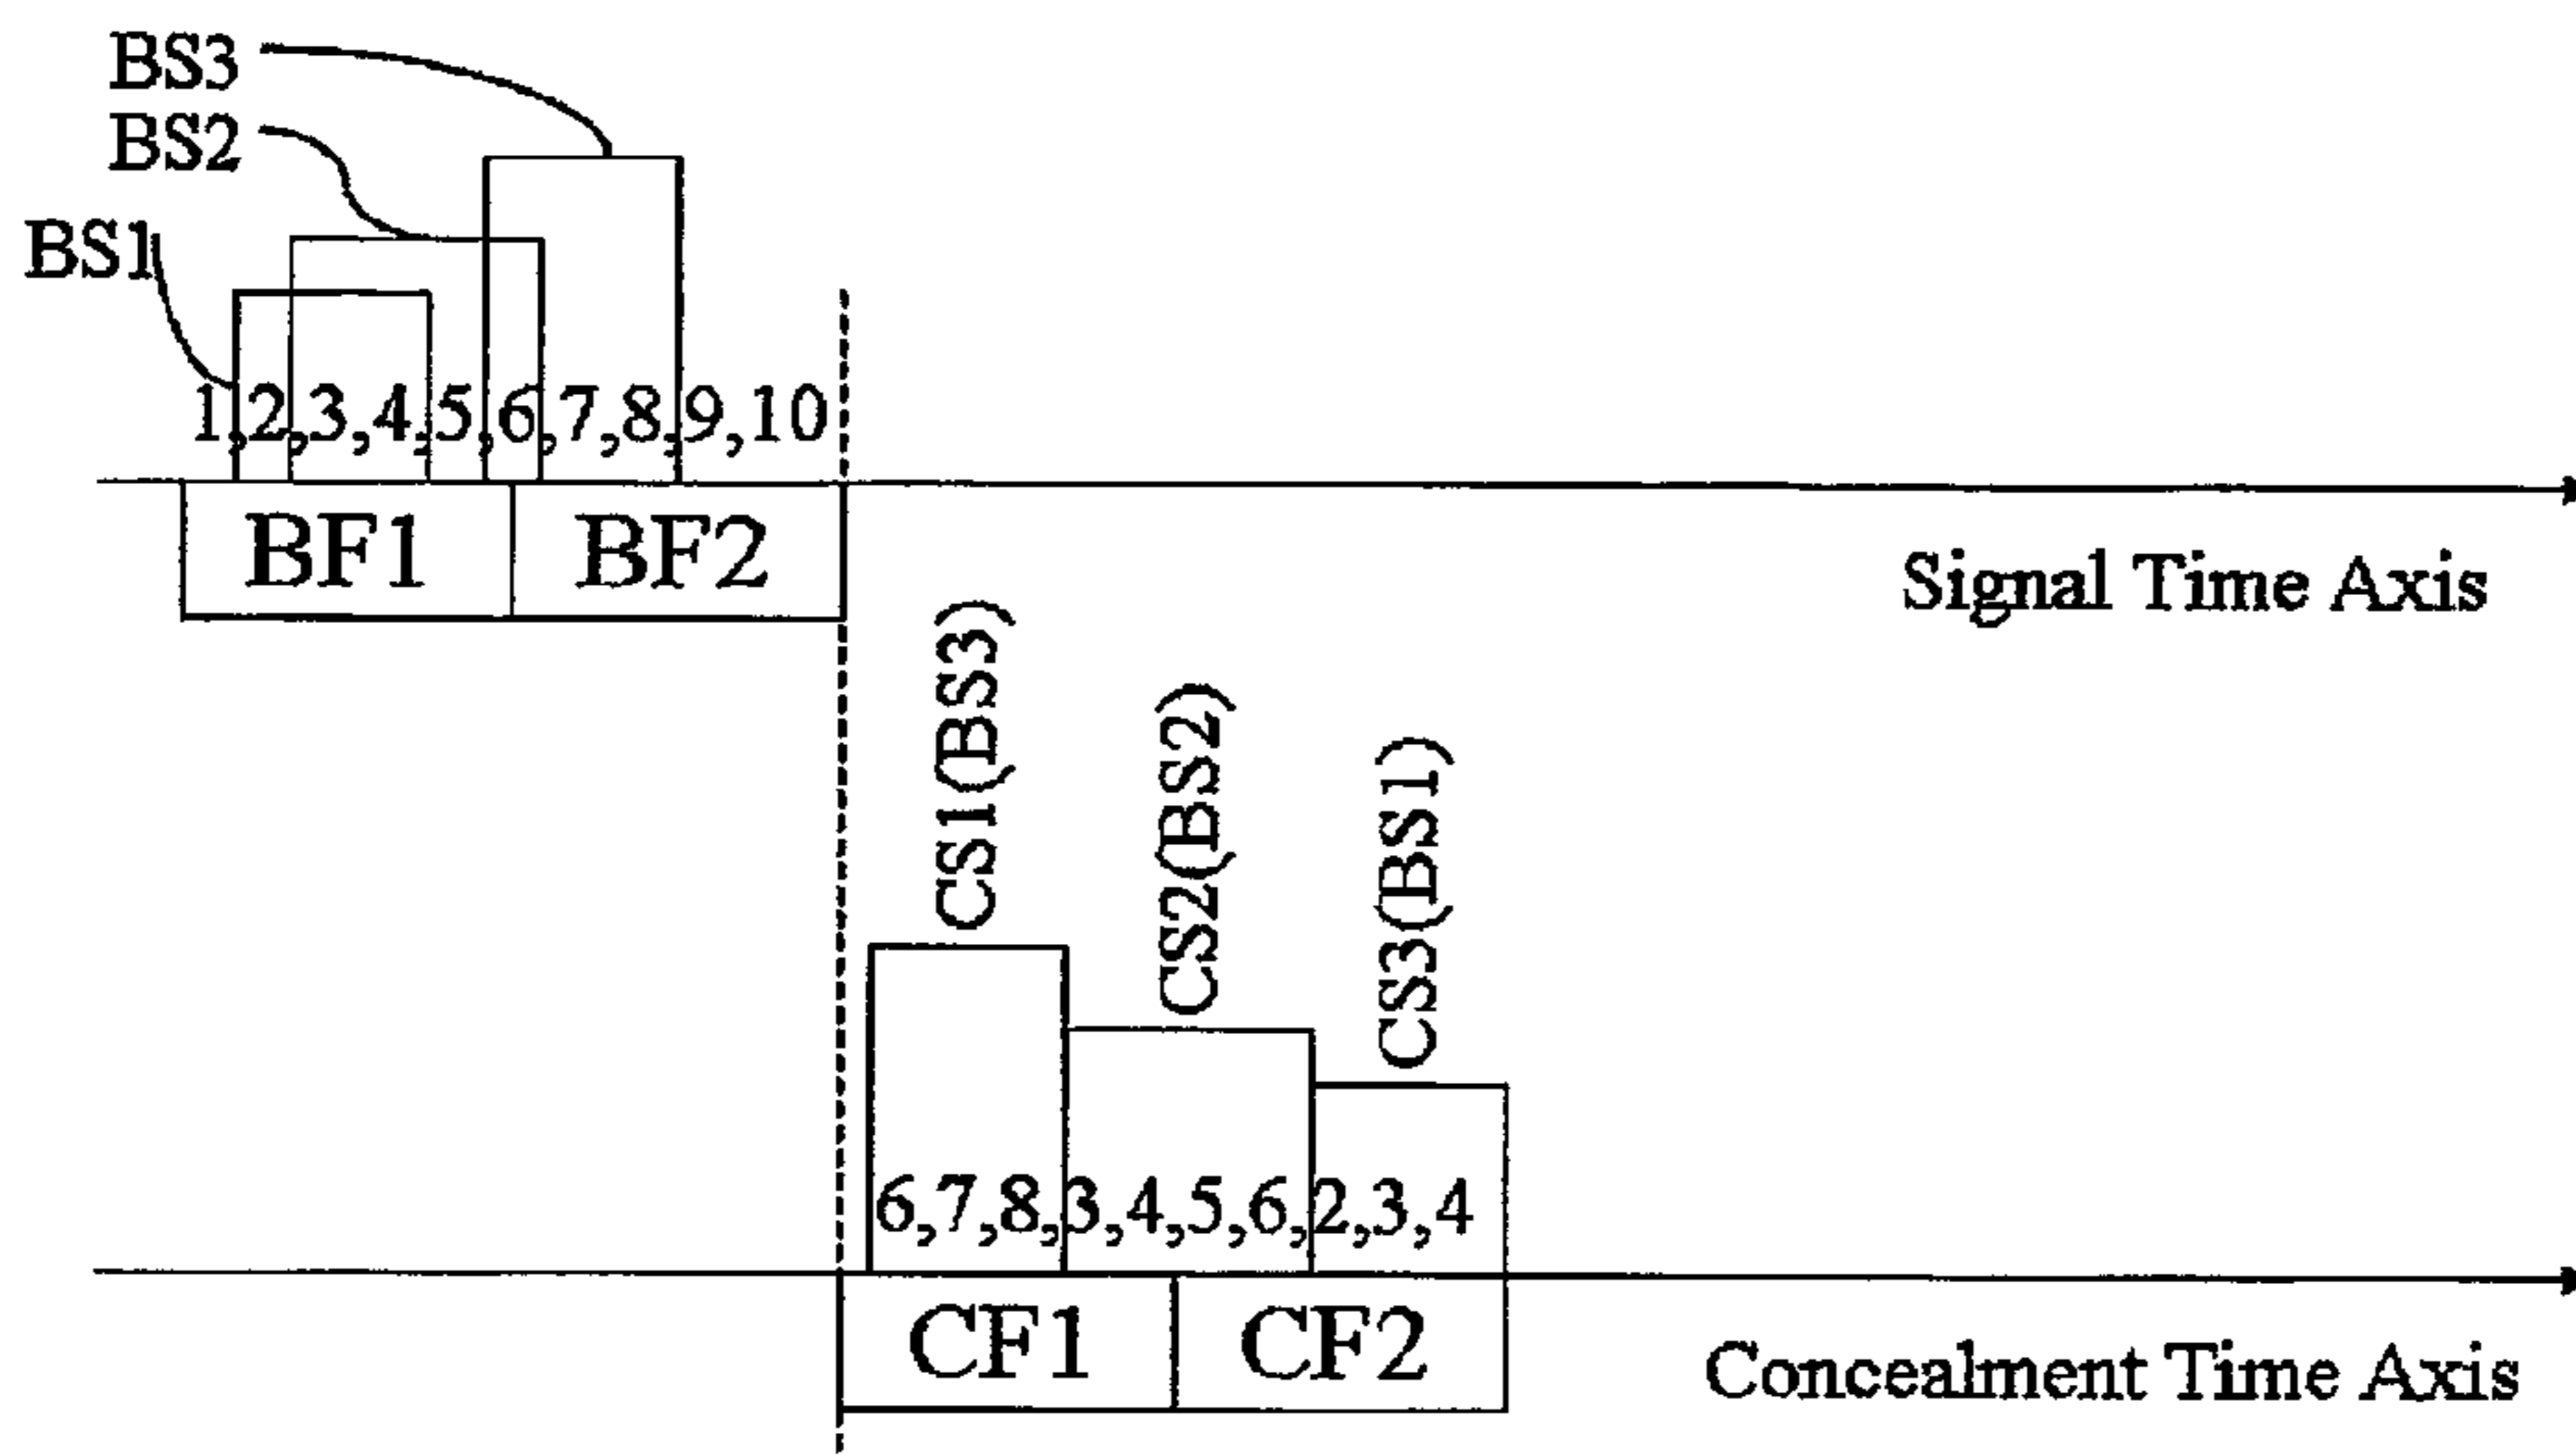 BS3
BS2
BS1
1,2,3,4,5,6,7,8,9,10
BF1 BF2
Signal Time Axis
CS1(BS3)
CS2(BS2)
CS3(BS1)
6,7,8,3,4,5,6,2,3,4
CF1 CF2
Concealment Time Axis